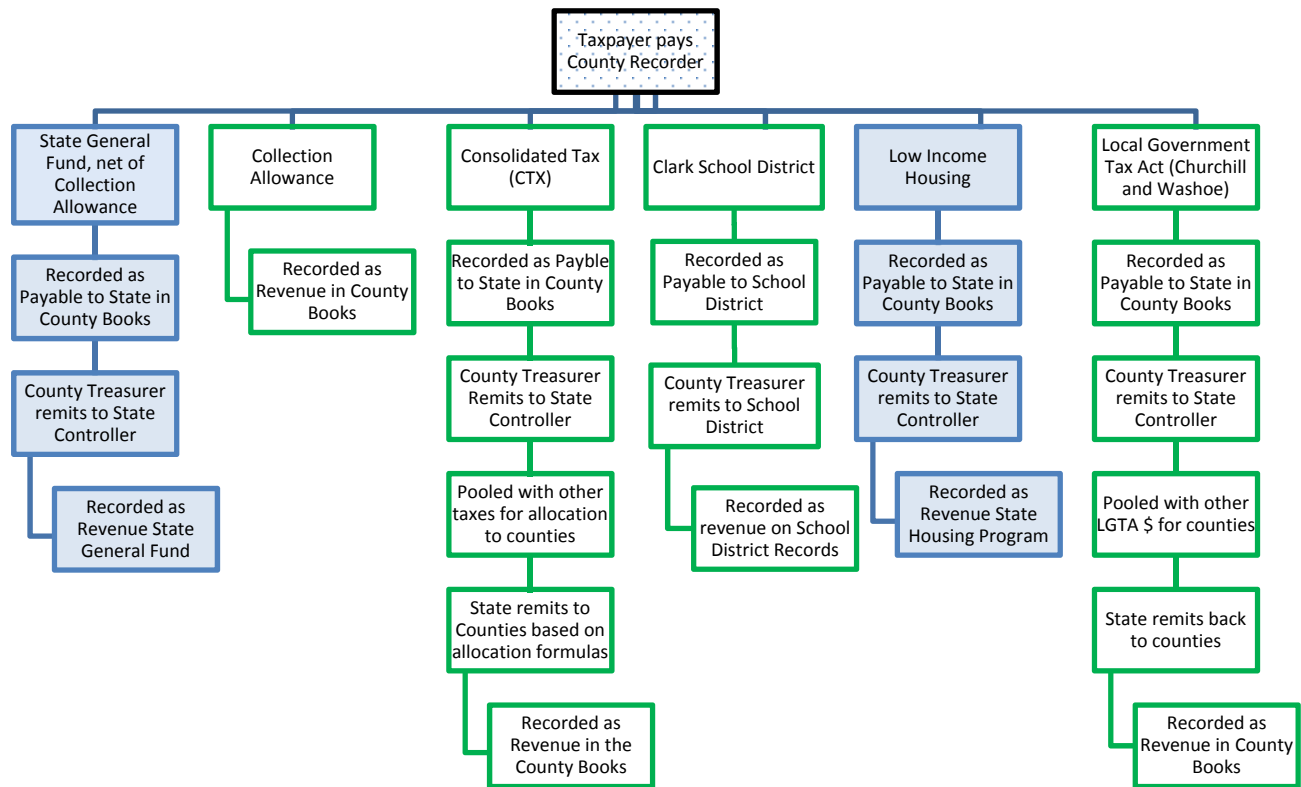 Taxpayer pays
County Recorder
State General
Fund, net of
Collection
Allowance
Recorded as
Payable to State in
County Books
County Treasurer
remits to State
Controller
Recorded as
Revenue State
General Fund
Collection
Allowance
Recorded as
Revenue in County
Books
Consolidated Tax
(CTX)
Recorded as Payble
to State in County
Books
County Treasurer
Remits to State
Controller
Pooled with other
taxes for allocation
to counties
State remits to
Counties based on
allocation formulas
Recorded as
Revenue in the
County Books
Clark School District
Recorded as
Payable to School
District
County Treasurer
remits to School
District
Recorded as
revenue on School
District Records
Low Income
Housing
Recorded as
Payable to State in
County Books
County Treasurer
remits to State
Controller
Recorded as
Revenue State
Housing Program
Local Government
Tax Act (Churchill
and Washoe)
Recorded as
Payable to State in
County Books
County Treasurer
remits to State
Controller
Pooled with other
LGTA $ for counties
State remits back
to counties
Recorded as
Revenue in County
Books